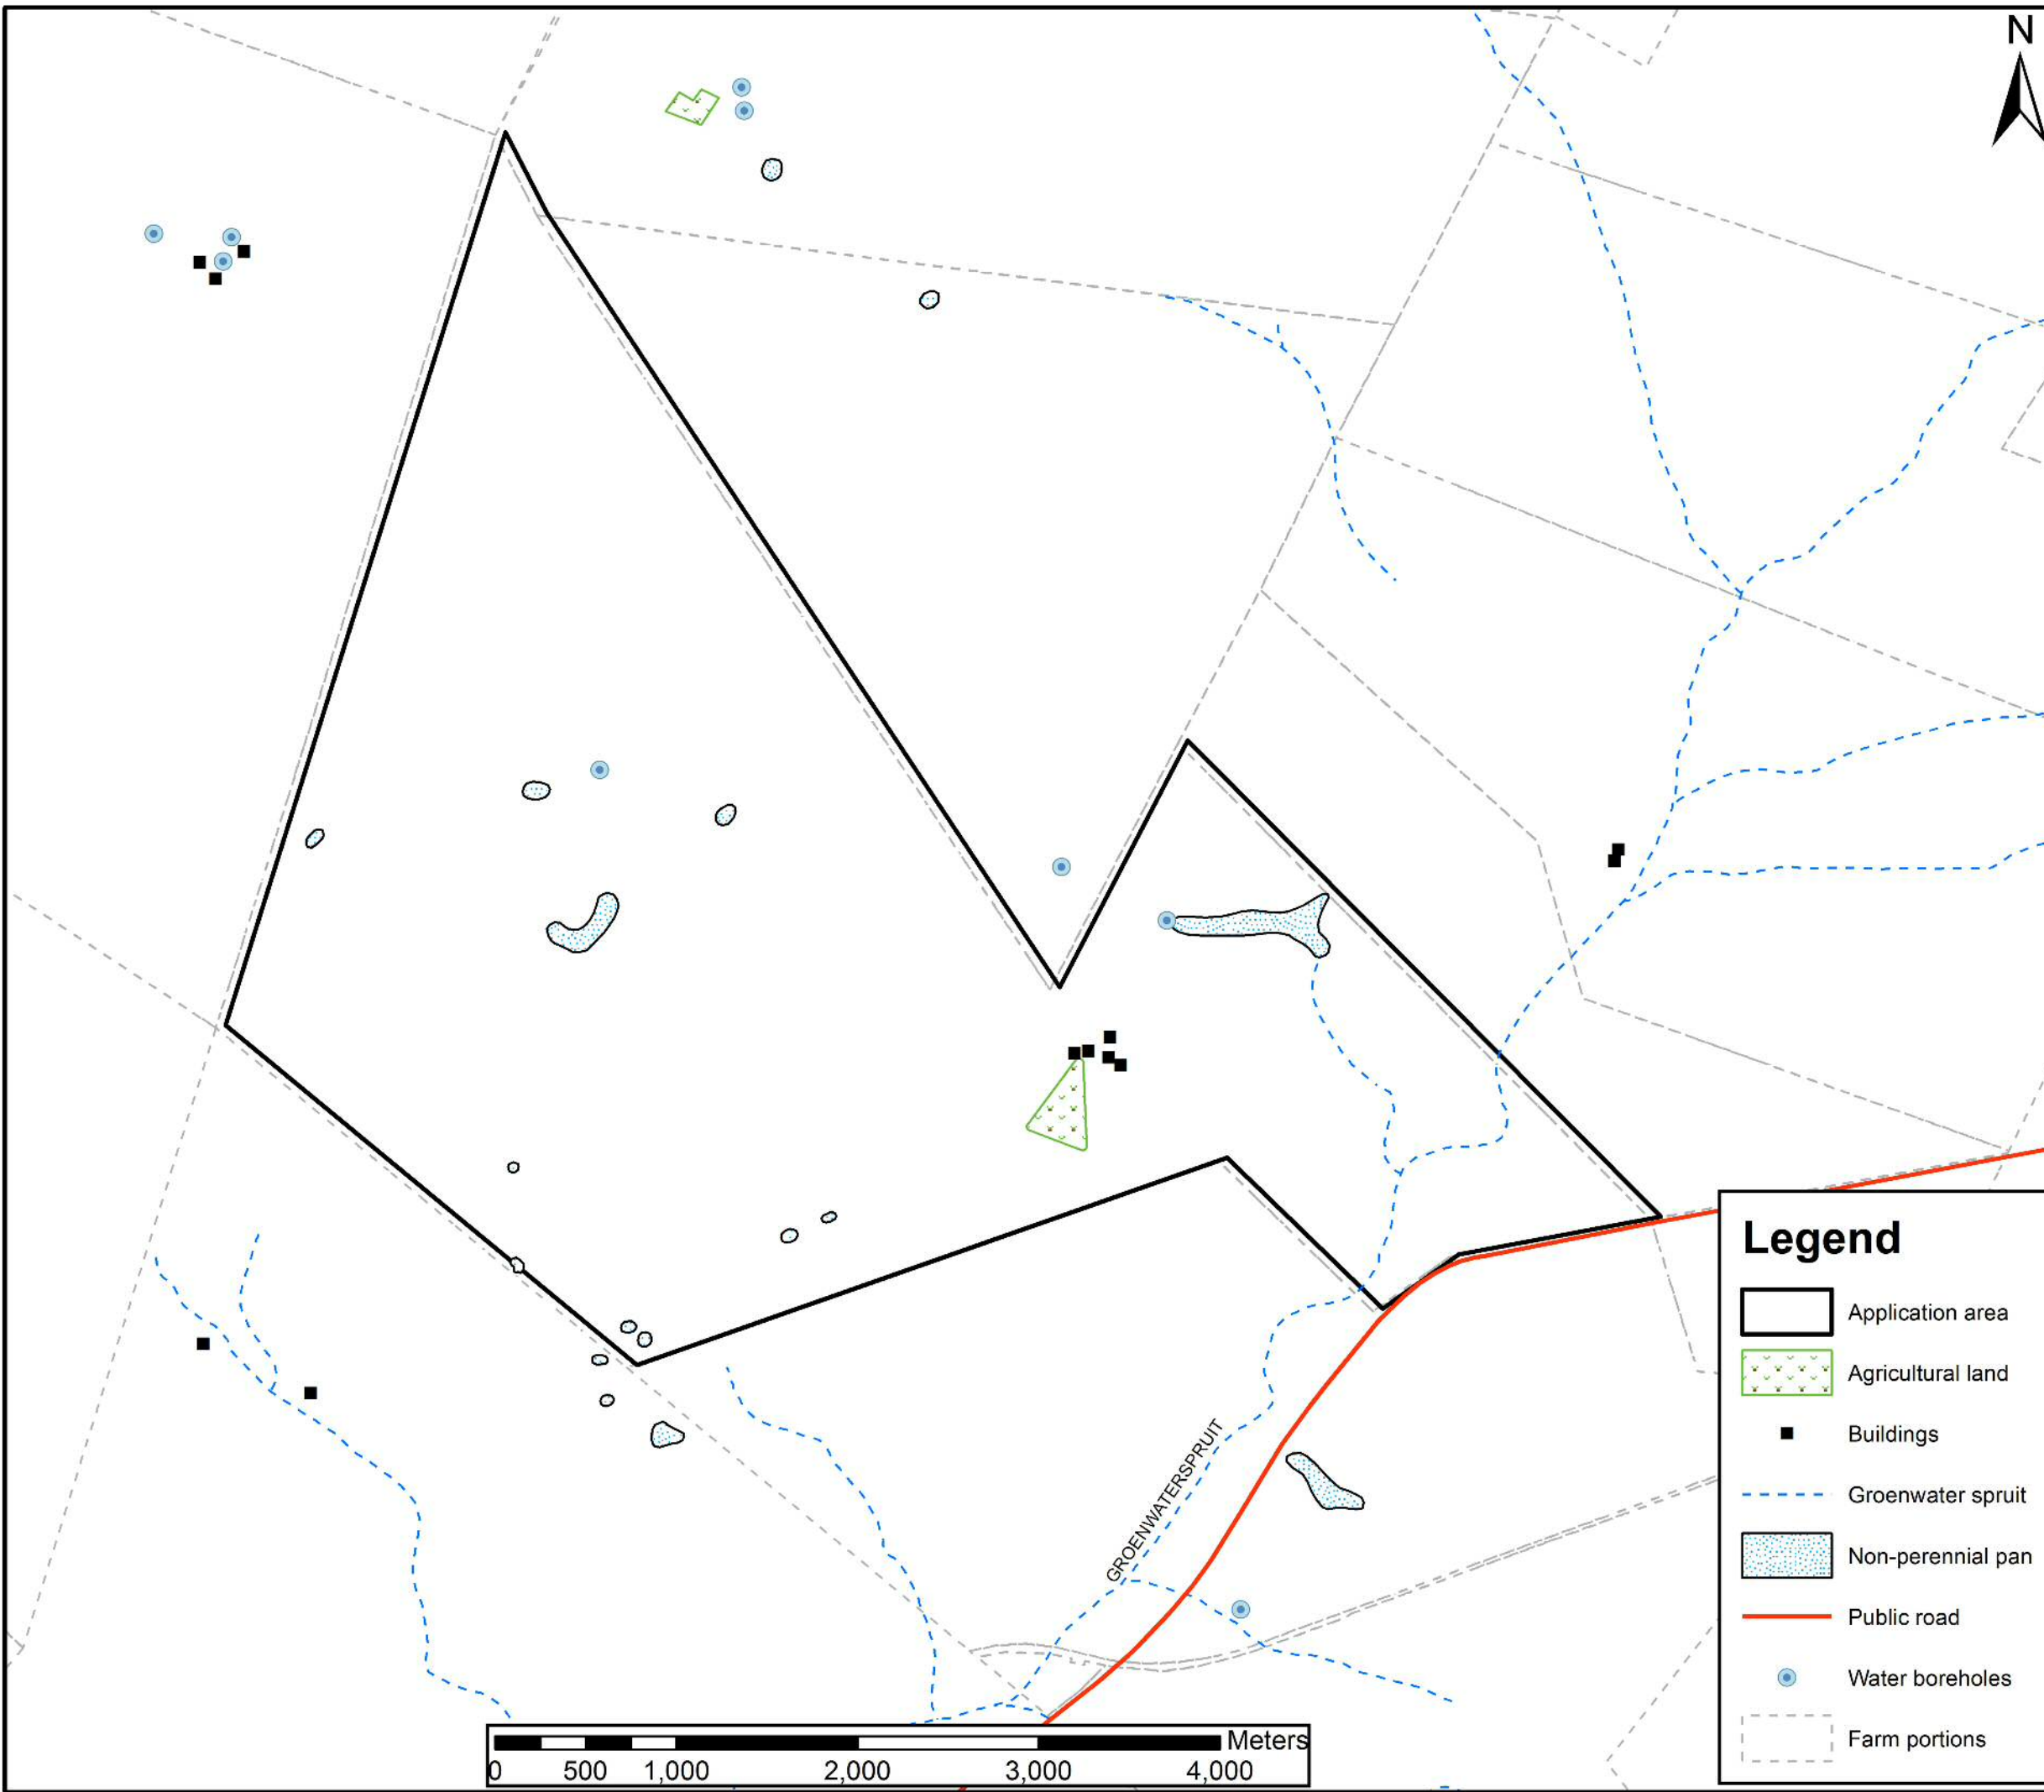 N
GROENWATERSPRUIT
Legend
Application area
Agricultural land
Buildings
Groenwater spruit
Non-perennial pan
Public road
Water boreholes
Farm portions
Meters
0 500 1,000 2,000 3,000 4,000